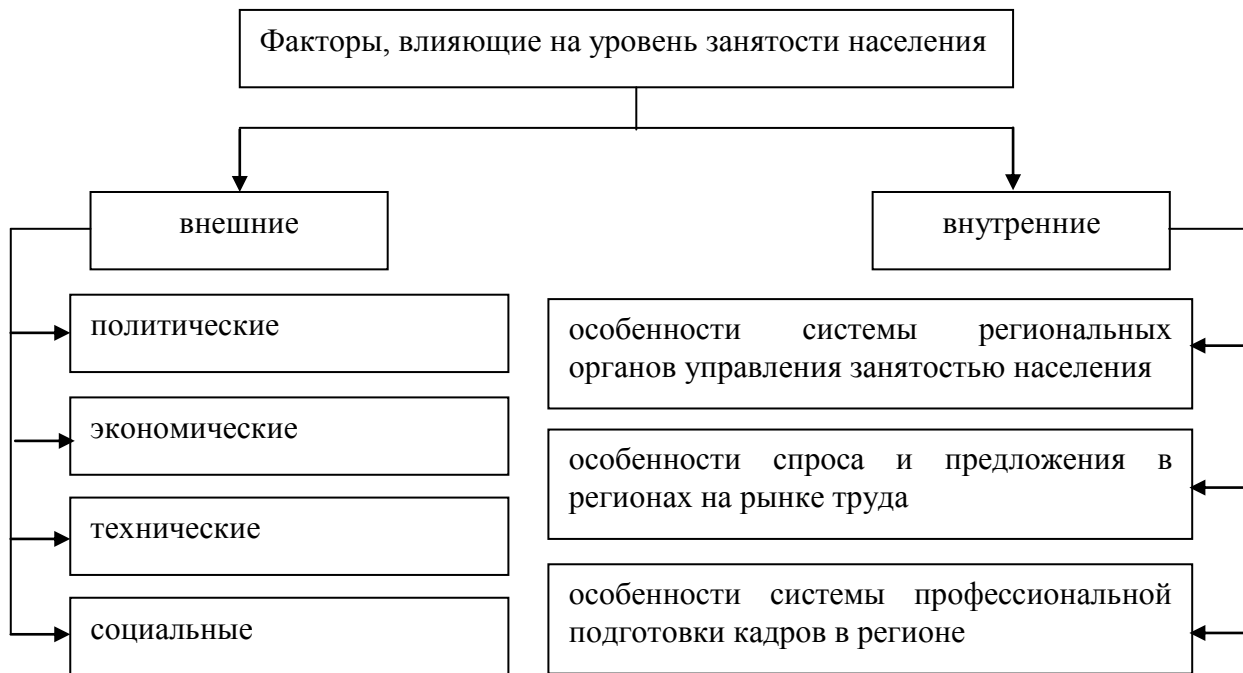 Факторы, влияющие на уровень занятости населения
внешние
внутренние
политические
экономические
технические
социальные
особенности системы региональных
органов управления занятостью населения
особенности спроса и предложения в
регионах на рынке труда
особенности системы профессиональной
подготовки кадров в регионе